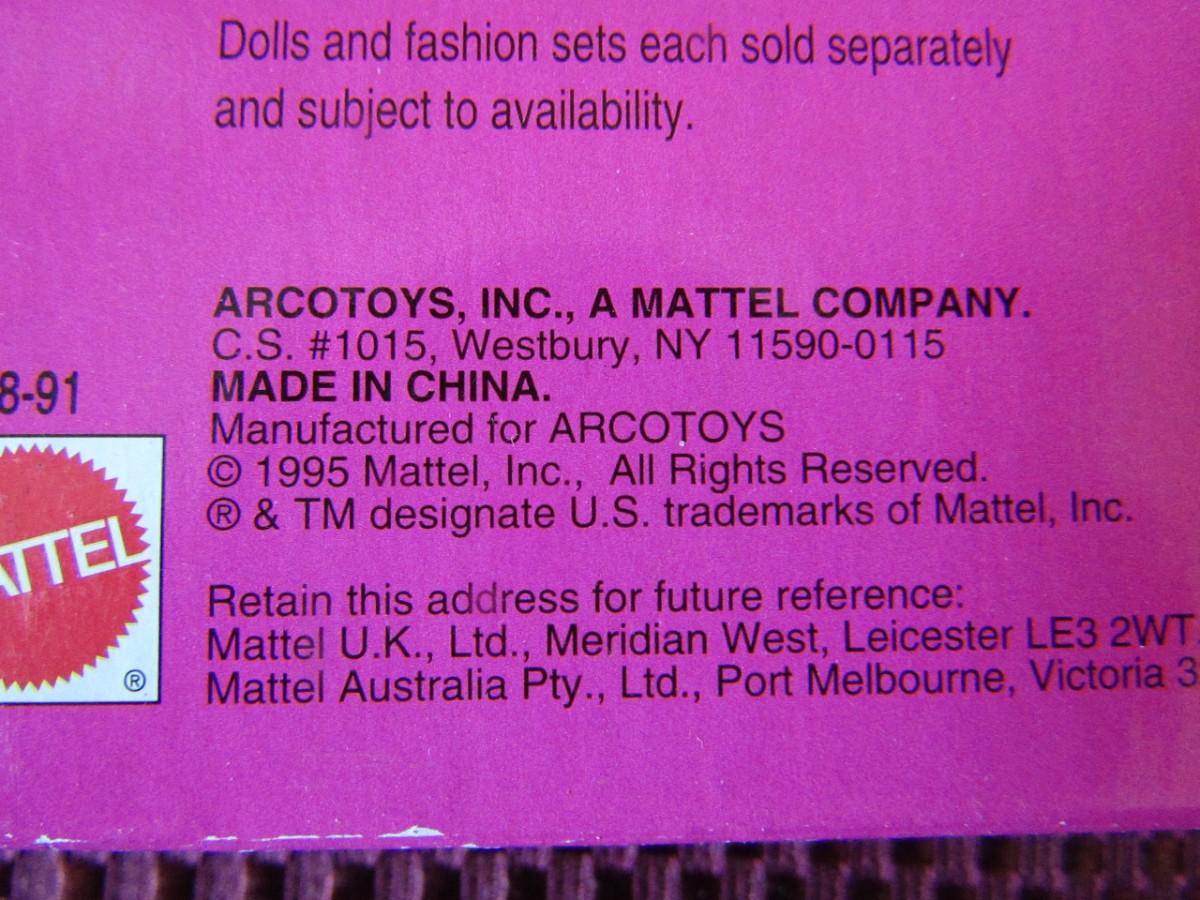 Dolls and fashion sets each sold separately
and subject to availability.
ARCOTOYS, INC., A MATTEL COMPANY.
C.S. #1015, Westbury, NY 11590-0115
MADE IN CHINA.
Manufactured for ARCOTOYS
© 1995 Mattel, Inc., All Rights Reserved.
® & TM designate U.S. trademarks of Mattel, Inc.
Retain this address for future reference:
Mattel U.K., Ltd., Meridian West, Leicester LE3 2WT
Mattel Australia Pty., Ltd., Port Melbourne, Victoria 3
8-91
ATTEL
®